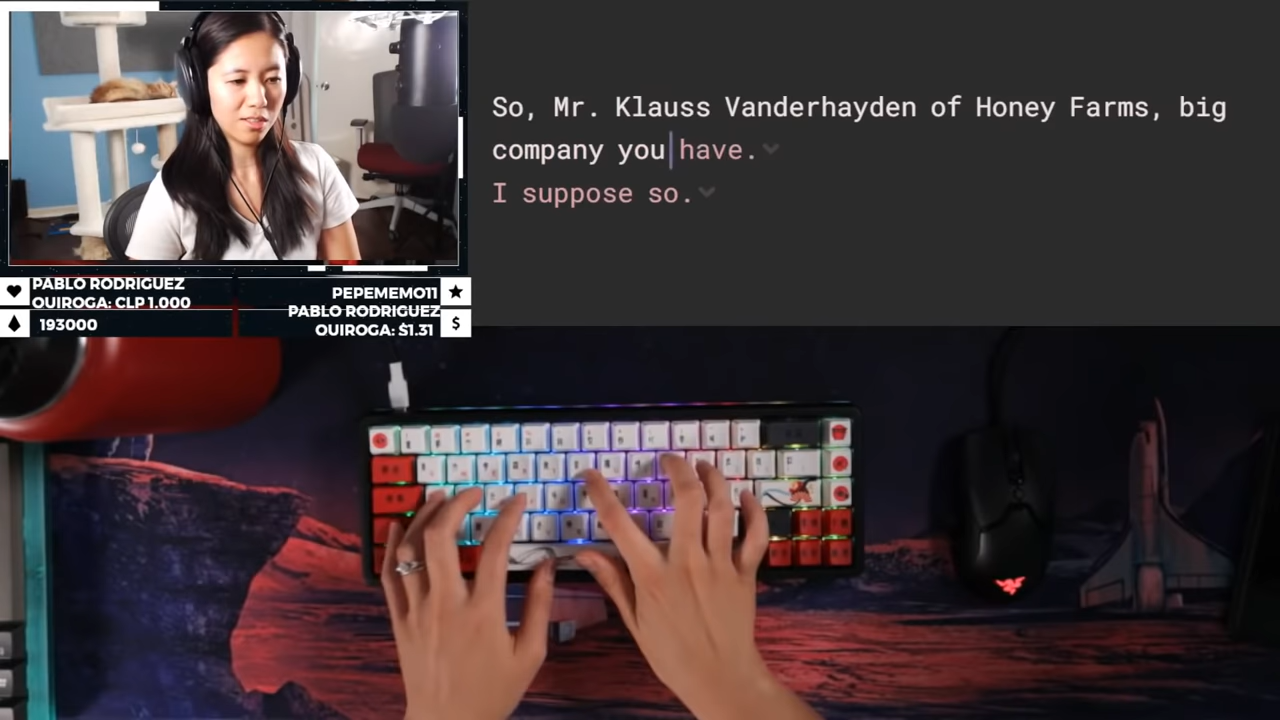 So, Mr. Klauss Vanderhayden of Honey Farms, big
company you have.
I suppose so.
PABLO RODRIGUEZ
QUIROGA: CLP 1.000
PEPEMEMO11
193000
PABLO RODRIGUEZ
QUIROGA: $1.31